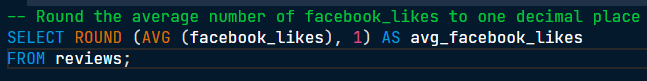 -- Round the average number of facebook_likes to one decimal place
SELECT ROUND (AVG (facebook_likes), 1) AS avg_facebook_likes
FROM reviews;